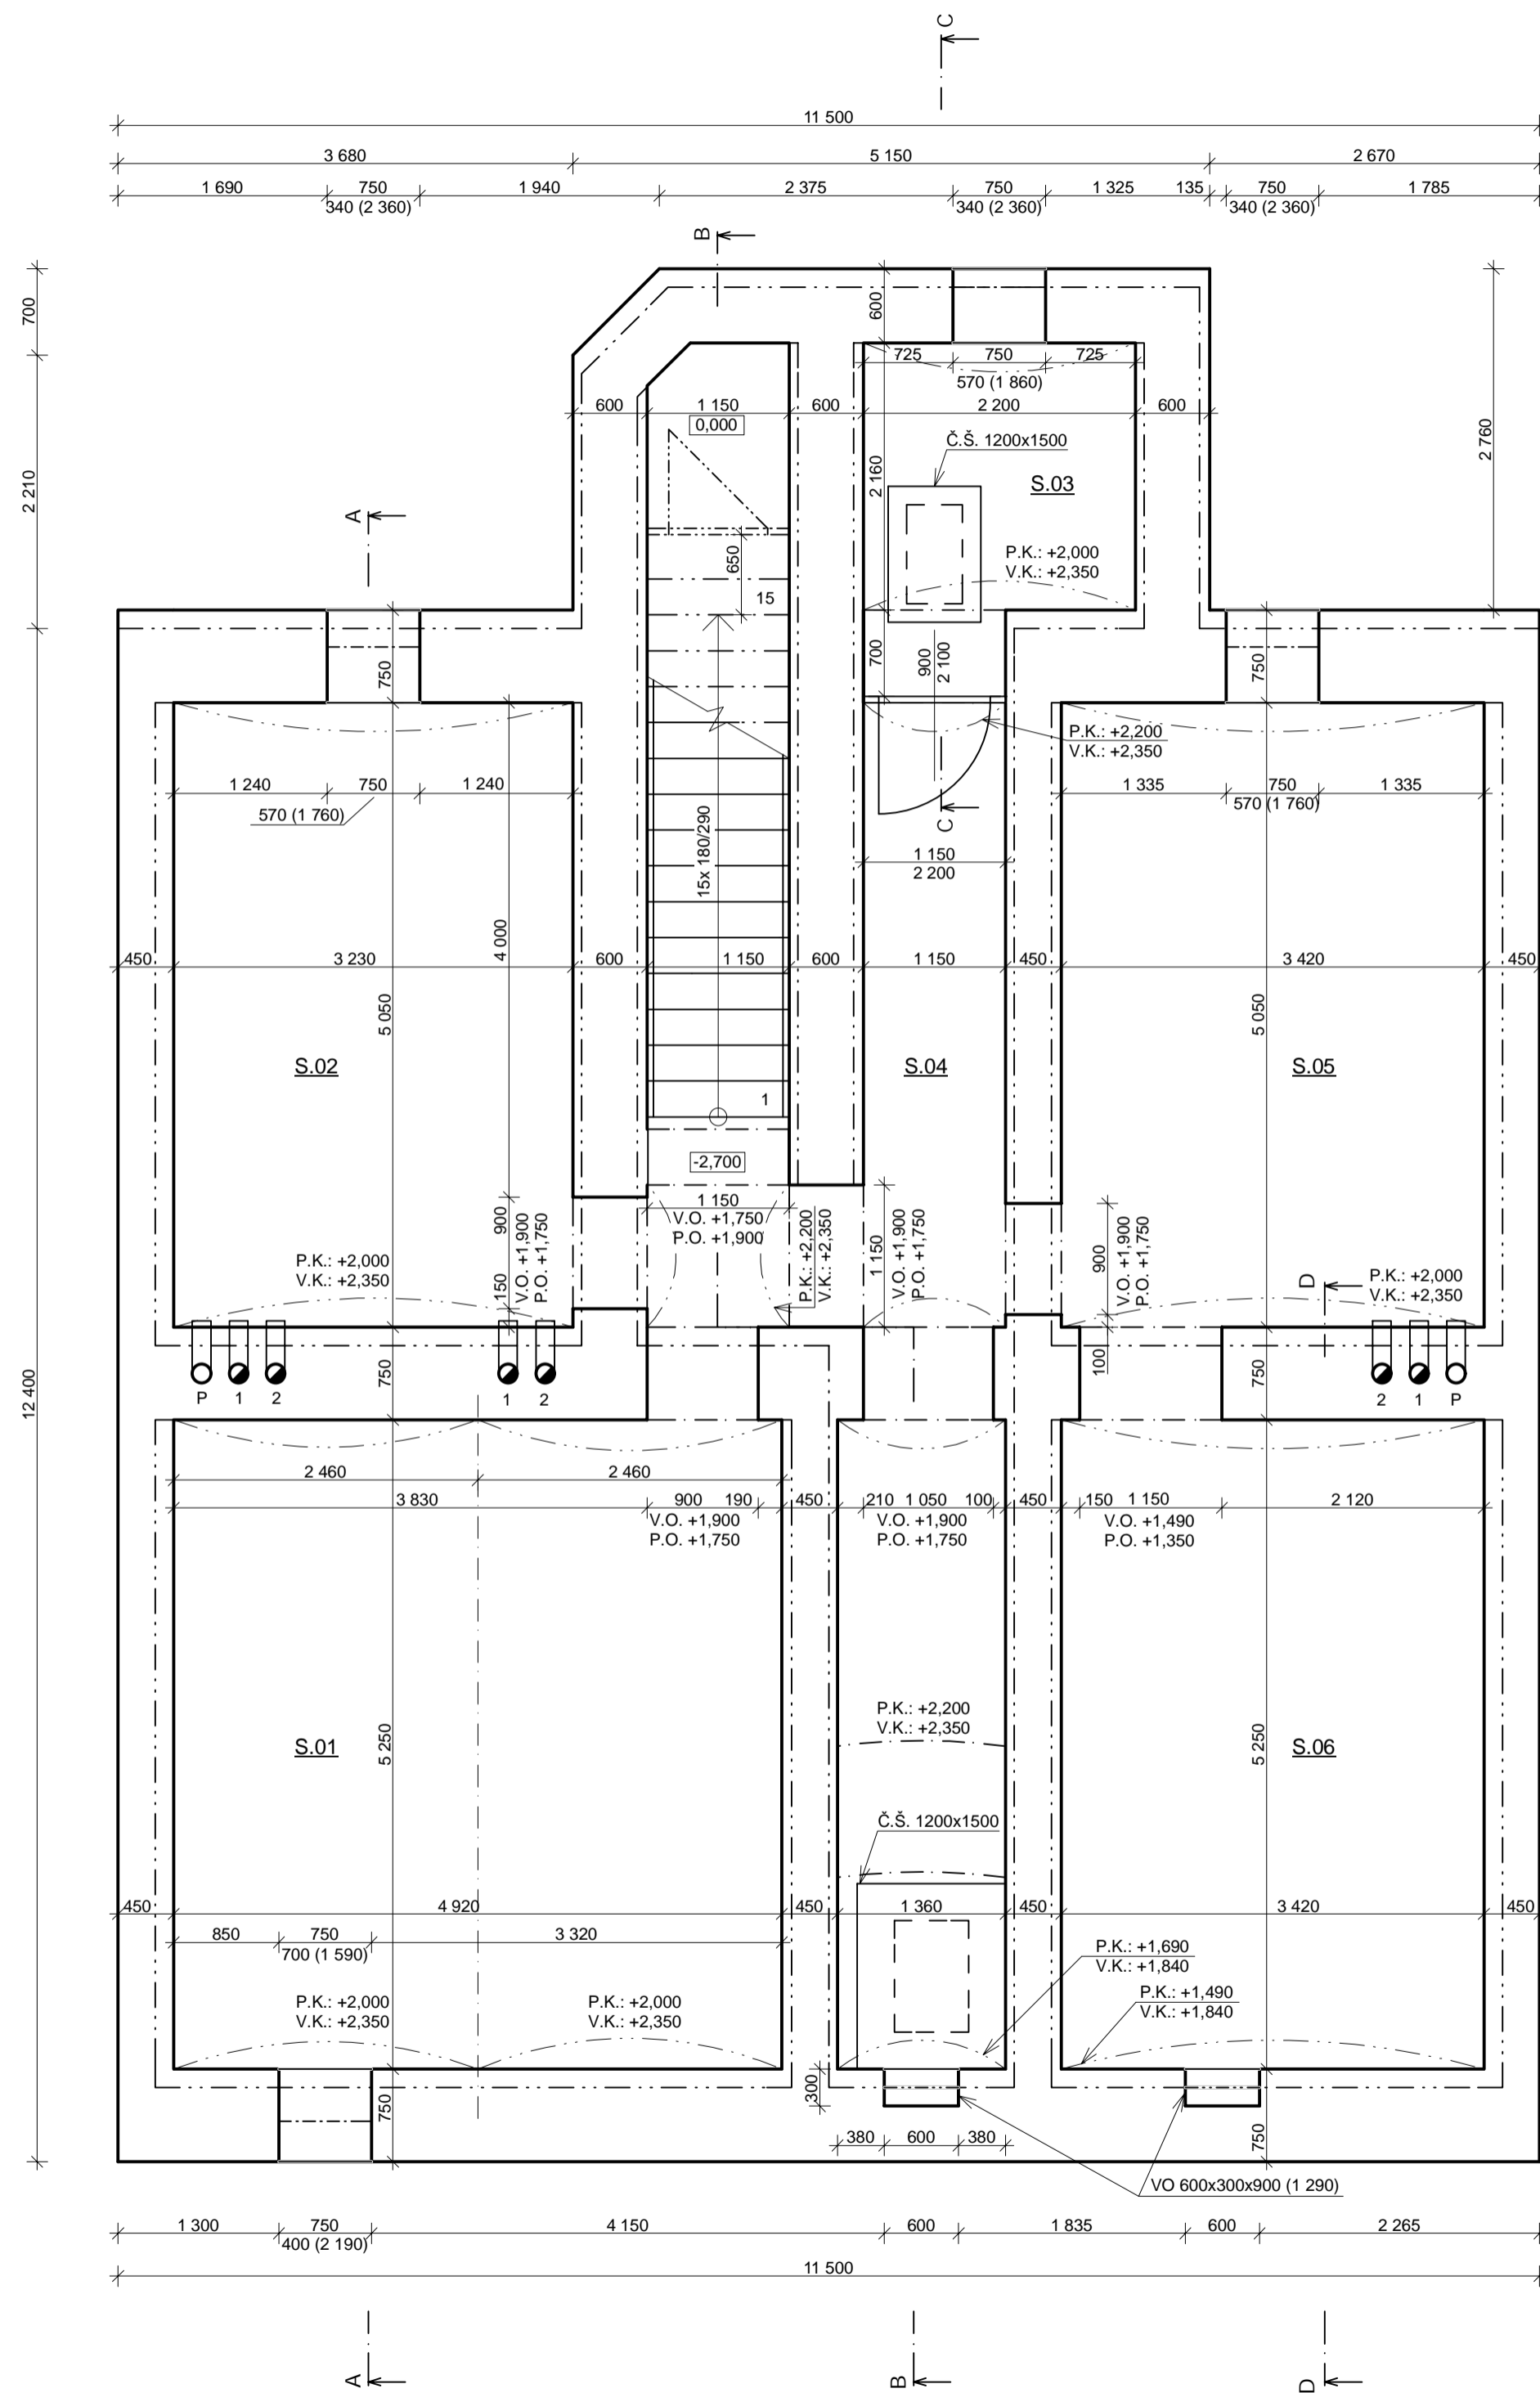 C
11 500
3 680 5 150 2 670
1 690 750 1 940 2 375 750 1 325 135 750 1 785
340 (2 360) 340 (2 360) 340 (2 360)
B
700
600
725 750 725
570 (1 860)
600 1 150 600 2 200 600
0,000
Č.Š. 1200x1500
2 760
2 210
2 160
S.03
A
650
P.K.: +2,000
V.K.: +2,350
15
700
900
2 100
750
750
P.K.: +2,200
V.K.: +2,350
1 240 750 1 240
570 (1 760)
1 335 750 1 335
570 (1 760)
C
15x 180/290
1 150
2 200
4 000
450 3 230 600 1 150 600 1 150 450 3 420 450
5 050
5 050
S.02
S.04
S.05
1
-2,700
1 150
V.O. +1,750
P.O. +1,900
900
V.O. +1,900
P.O. +1,750
150
P.K.: +2,200
V.K.: +2,350
1 150
V.O. +1,900
P.O. +1,750
900
V.O. +1,900
P.O. +1,750
P.K.: +2,000
V.K.: +2,350
D
P.K.: +2,000
V.K.: +2,350
100
12 400
750
750
P 1 2 1 2 2 1 P
2 460 2 460
3 830 900 190 450 210 1 050 100 450 150 1 150 2 120
V.O. +1,900
P.O. +1,750
V.O. +1,900
P.O. +1,750
V.O. +1,490
P.O. +1,350
P.K.: +2,200
V.K.: +2,350
S.01
5 250
5 250
S.06
Č.Š. 1200x1500
450 4 920 450 1 360 450 3 420 450
850 750 3 320
700 (1 590)
P.K.: +1,690
V.K.: +1,840
P.K.: +1,490
V.K.: +1,840
P.K.: +2,000
V.K.: +2,350
P.K.: +2,000
V.K.: +2,350
300
750
750
380 600 380
VO 600x300x900 (1 290)
1 300 750 4 150 600 1 835 600 2 265
400 (2 190)
11 500
A
B
D